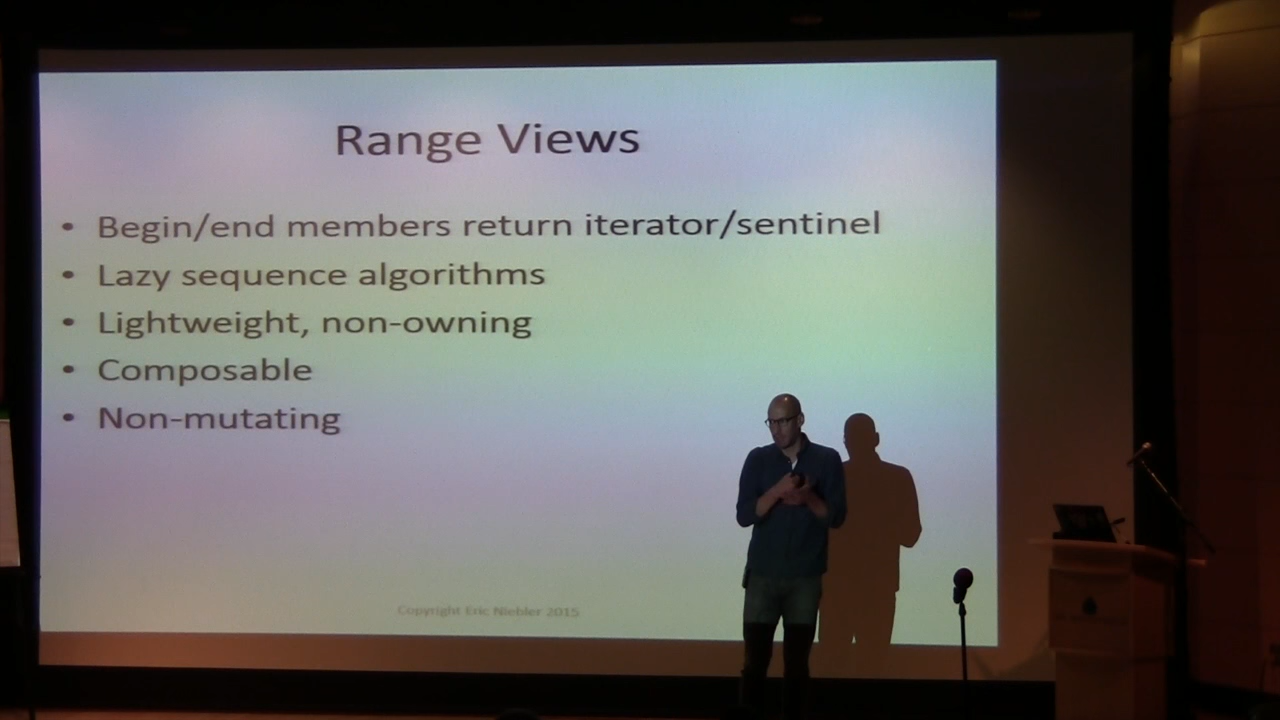 Range Views
• Begin/end members return iterator/sentinel
• Lazy sequence algorithms
• Lightweight, non-owning
• Composable
• Non-mutating
Copyright Eric Niebler 2015